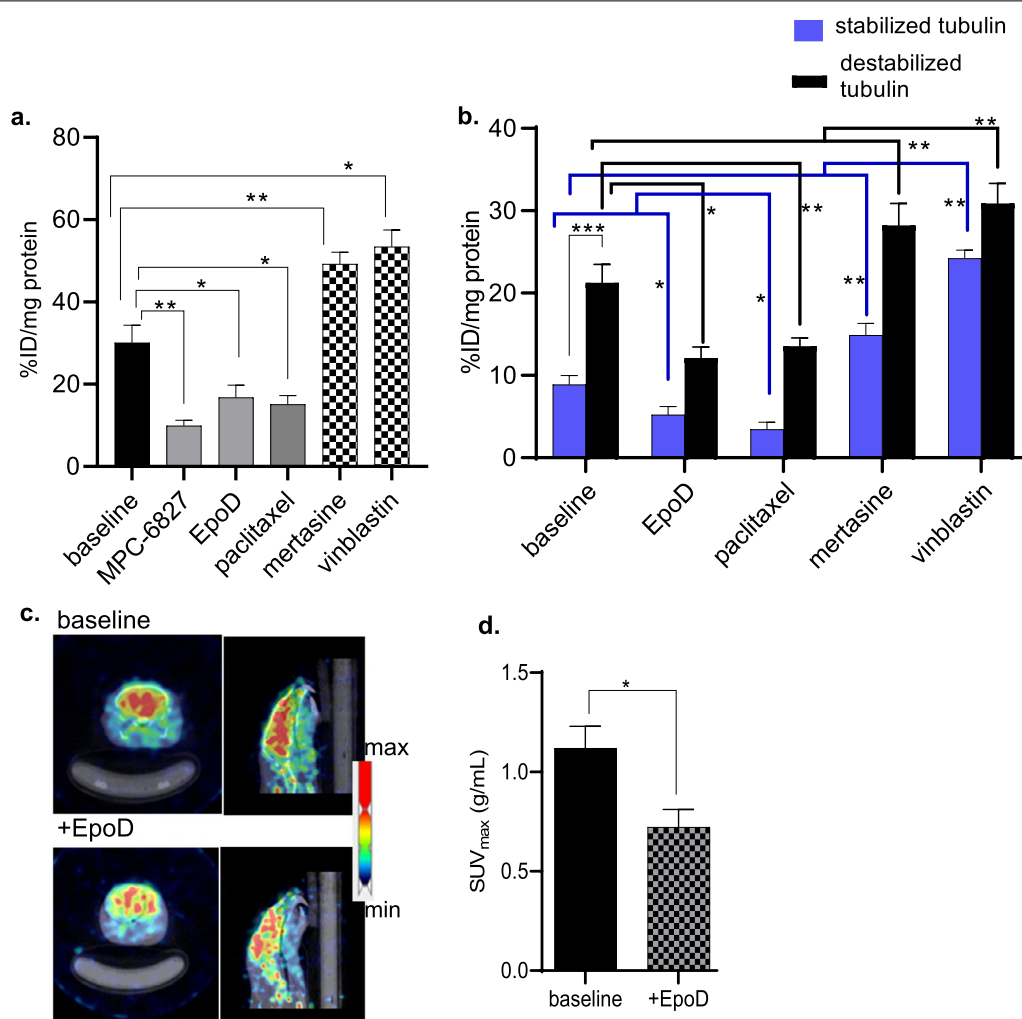 stabilized tubulin
destabilized
tubulin
a.
80
60
40
20
0
%ID/mg protein
*
**
*
*
**
baseline
MPC-6827
EpoD
paclitaxel
mertasine
vinblastin
b.
40
30
20
10
0
%ID/mg protein
**
**
*
**
**
***
*
*
**
baseline
EpoD
paclitaxel
mertasine
vinblastin
c.
baseline
+EpoD
max
min
d.
1.5
1.0
0.5
0.0
SUVmax (g/mL)
*
baseline
+EpoD